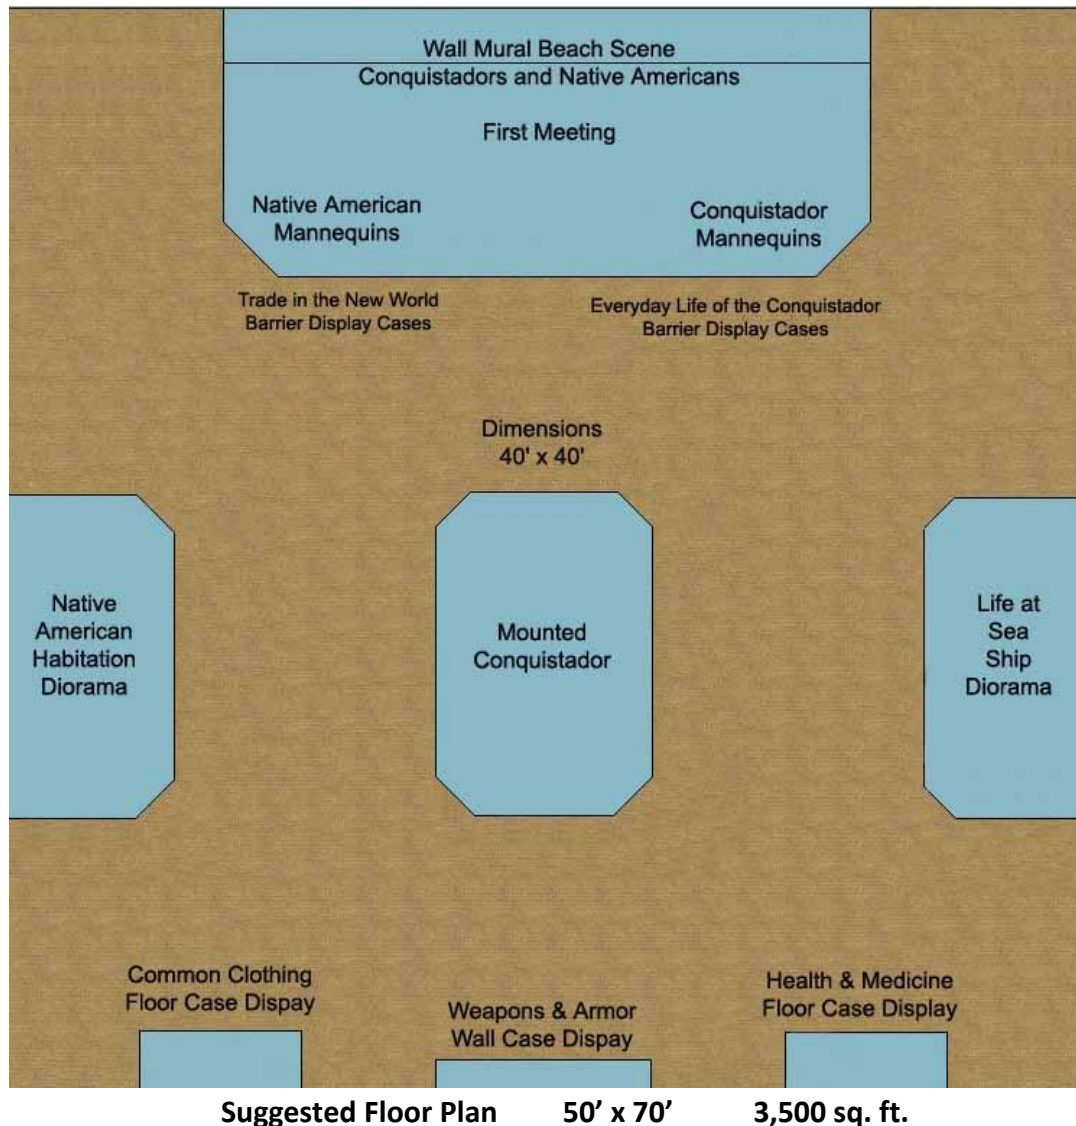 Wall Mural Beach Scene
Conquistadors and Native Americans
First Meeting
Native American
Mannequins
Conquistador
Mannequins
Trade in the New World
Barrier Display Cases
Everyday Life of the Conquistador
Barrier Display Cases
Dimensions
40' x 40'
Native
American
Habitation
Diorama
Mounted
Conquistador
Life at
Sea
Ship
Diorama
Common Clothing
Floor Case Dispay
Weapons & Armor
Wall Case Dispay
Health & Medicine
Floor Case Display
Suggested Floor Plan 50’ x 70’ 3,500 sq. ft.